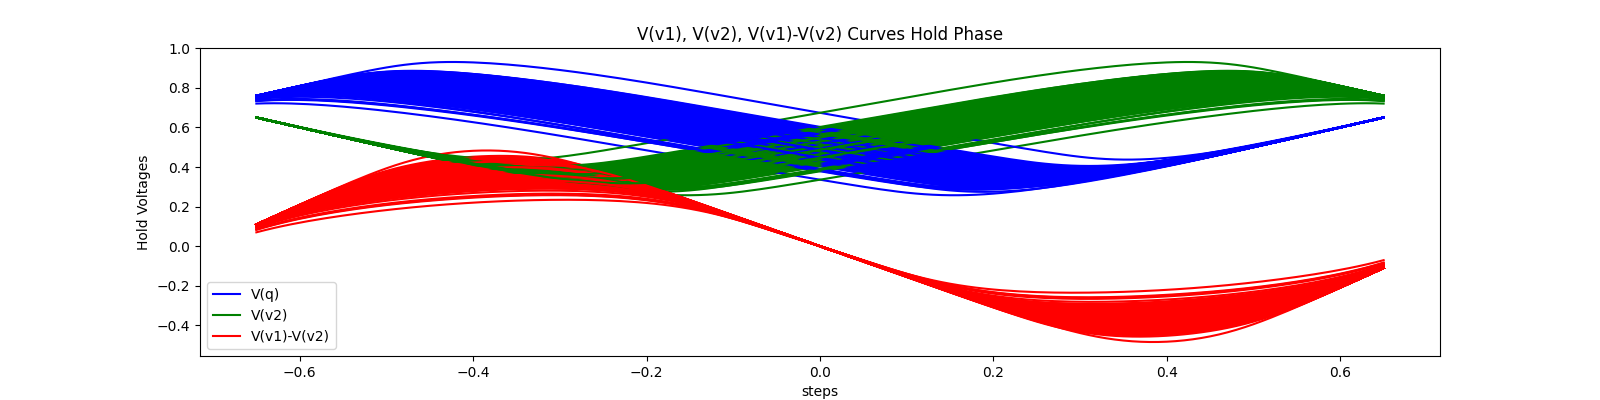 V(v1), V(v2), V(v1)-V(v2) Curves Hold Phase
Hold Voltages
1.0
0.8
0.6
0.4
0.2
0.0
−0.2
−0.4
V(q)
V(v2)
V(v1)-V(v2)
−0.6
−0.4
−0.2
0.0
0.2
0.4
0.6
steps